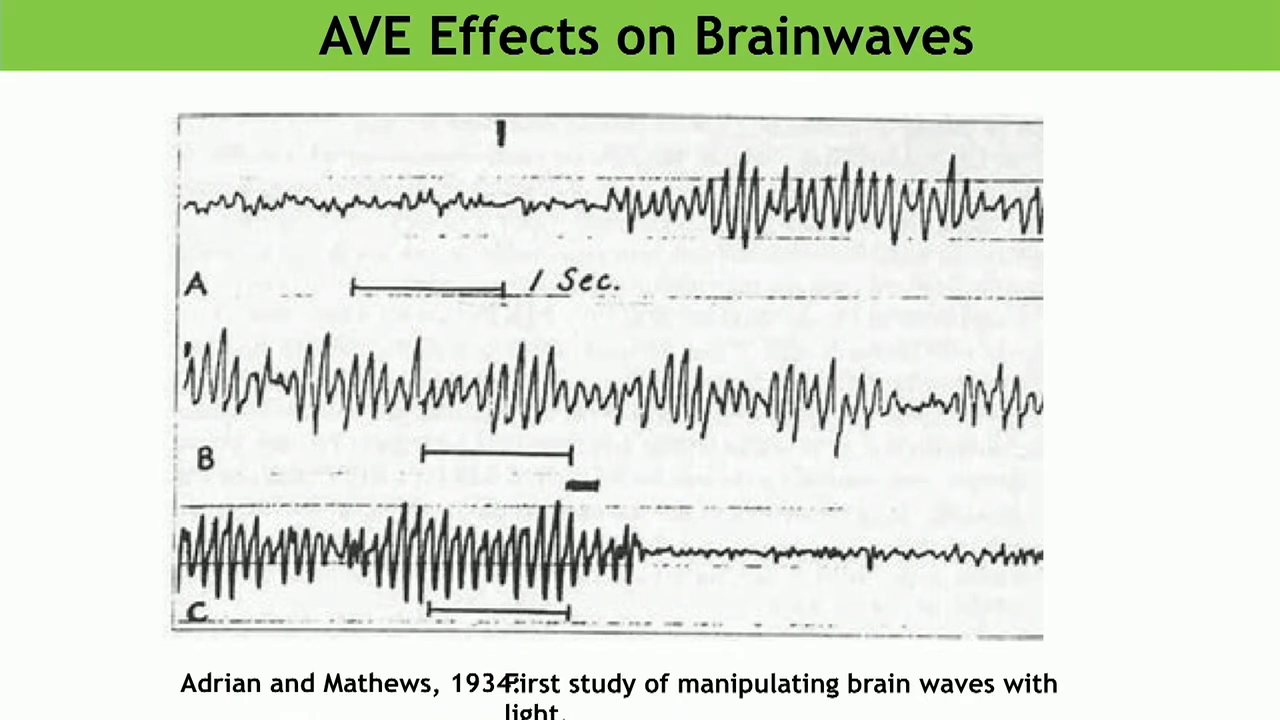 AVE Effects on Brainwaves
A
1 Sec.
B
C
Adrian and Mathews, 1934: First study of manipulating brain waves with
light.